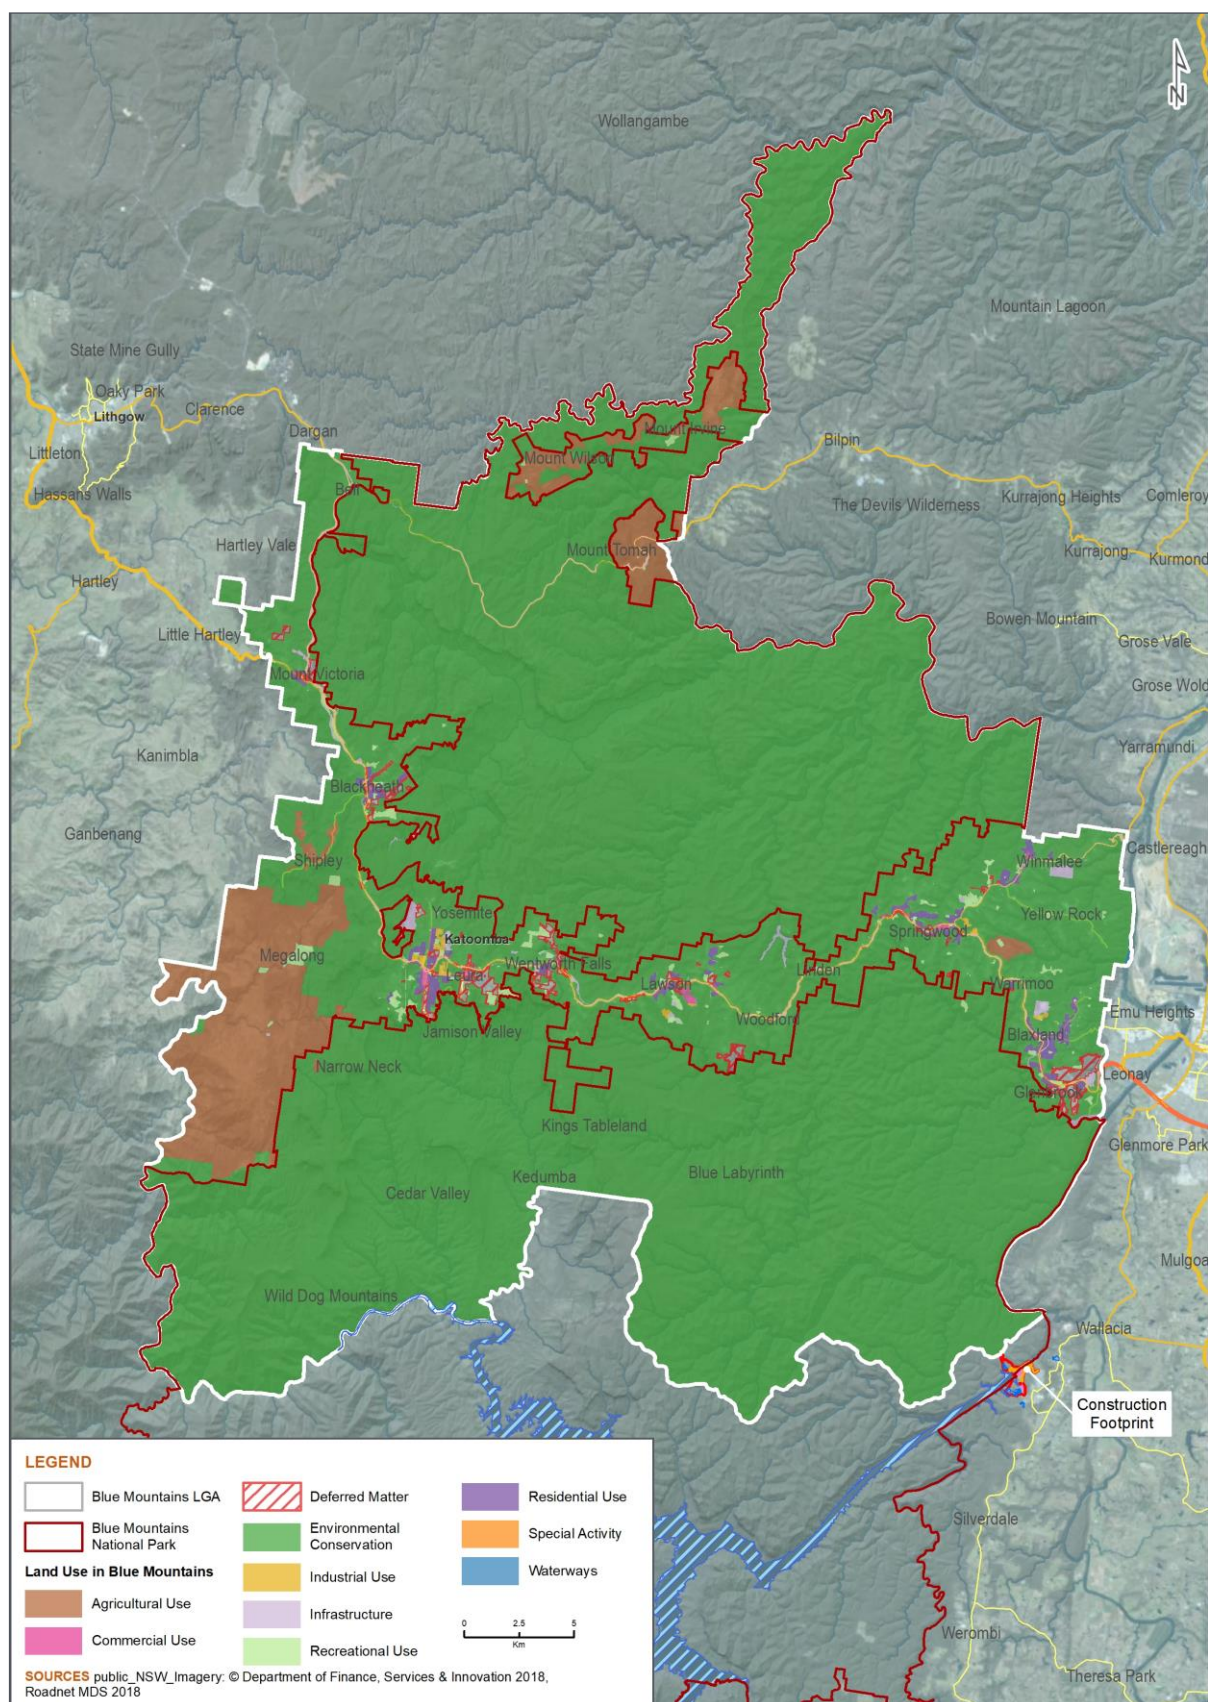 N
Wollangambe
Mountain Lagoon
State Mine Gully
Oaky Park
Clarence
Lithgow
Dargan
Mount Irvine
Bilpin
Littleton
Mount Wilson
Hassans Walls
Bell
The Devils Wilderness
Kurrajong Heights
Comleroy
Hartley Vale
Mount Tomah
Kurrajong
Kurmond
Hartley
Bowen Mountain
Little Hartley
Grose Vale
Mount Victoria
Grose Wold
Kanimbla
Yarramundi
Blackheath
Ganbenang
Castlereagh
Shipley
Winmalee
Yosemite
Yellow Rock
Katoomba
Springwood
Megalong
Wentworth Falls
Leura
Lawson
Linden
Warrimoo
Woodford
Emu Heights
Jamison Valley
Blaxland
Narrow Neck
Leonay
Glenbrook
Kings Tableland
Glenmore Park
Blue Labyrinth
Kedumba
Cedar Valley
Mulgoa
Wild Dog Mountains
Wallacia
Construction
Footprint
Silverdale
Werombi
Theresa Park
LEGEND
Blue Mountains LGA
Blue Mountains
National Park
Land Use in Blue Mountains
Agricultural Use
Commercial Use
Deferred Matter
Environmental
Conservation
Industrial Use
Infrastructure
Recreational Use
Residential Use
Special Activity
Waterways
0 2.5 5
Km
SOURCES public_NSW_Imagery: © Department of Finance, Services & Innovation 2018,
Roadnet MDS 2018